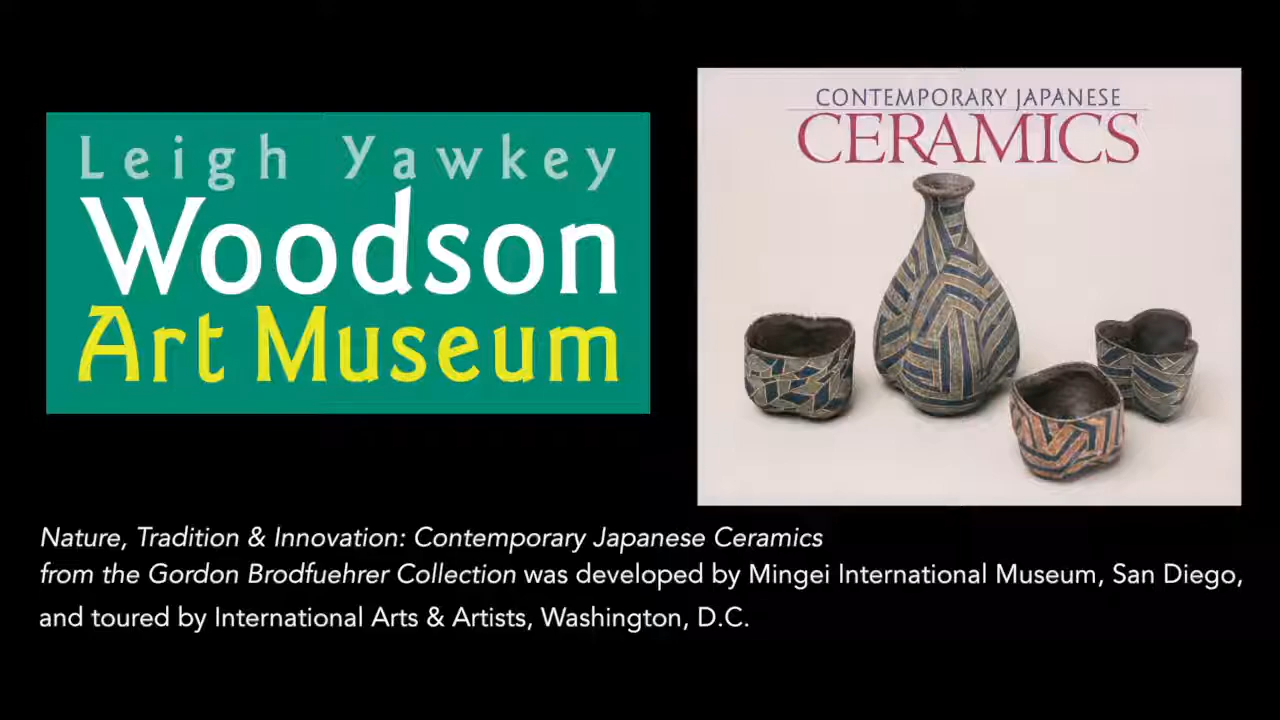 Leigh Yawkey
Woodson
Art Museum
CONTEMPORARY JAPANESE
CERAMICS
Nature, Tradition & Innovation: Contemporary Japanese Ceramics
from the Gordon Brodfuehrer Collection was developed by Mingei International Museum, San Diego,
and toured by International Arts & Artists, Washington, D.C.